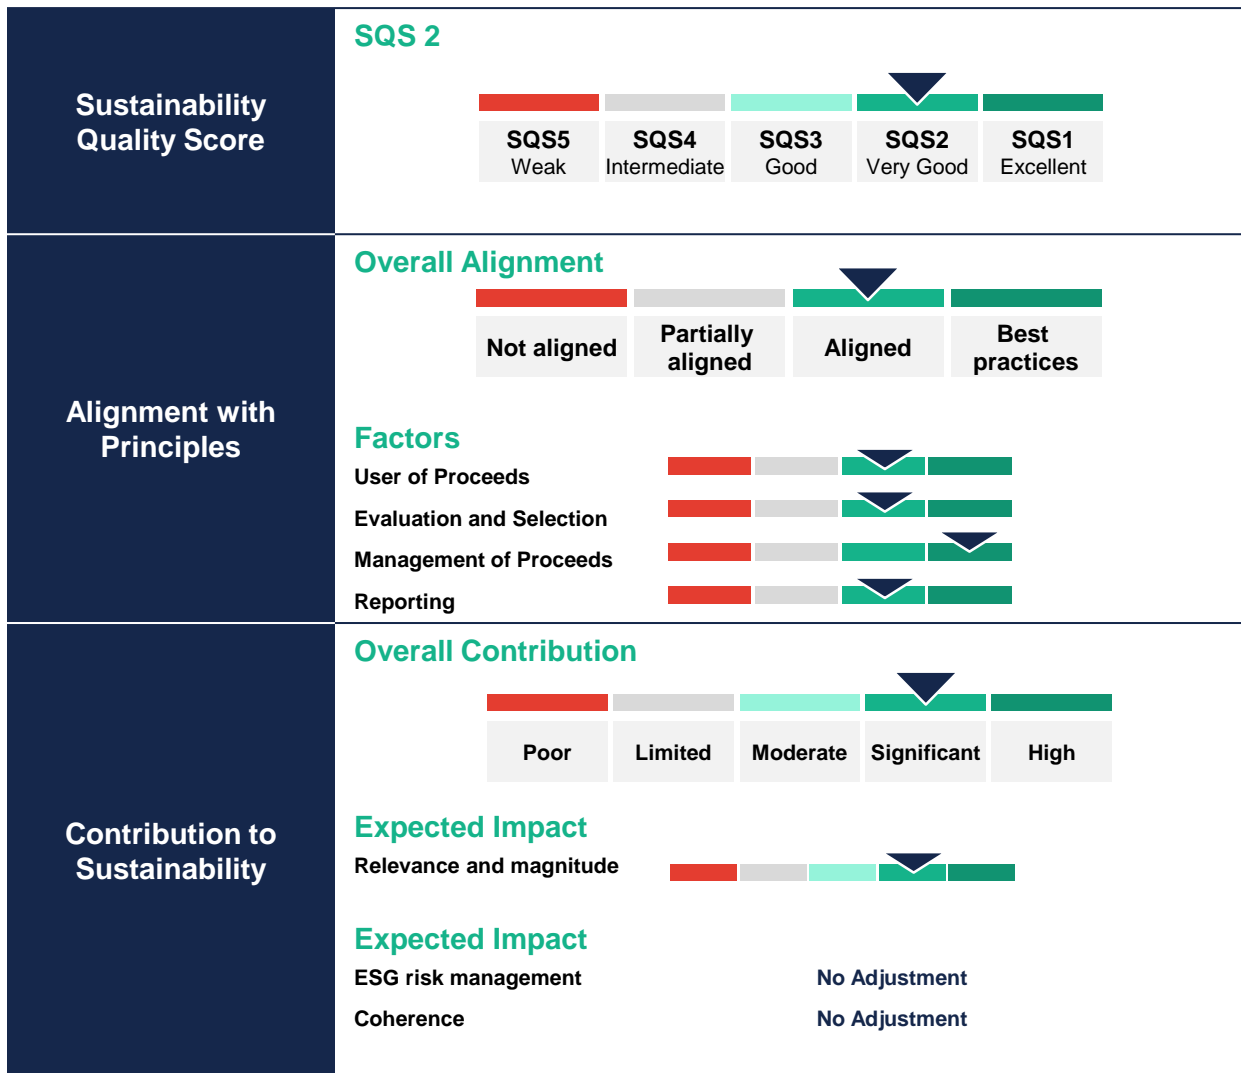 Sustainability
Quality Score
SQS 2
SQS5
Weak
SQS4
Intermediate
SQS3
Good
SQS2
Very Good
SQS1
Excellent
Alignment with
Principles
Overall Alignment
Not aligned
Partially
aligned
Aligned
Best
practices
Factors
User of Proceeds
Evaluation and Selection
Management of Proceeds
Reporting
Contribution to
Sustainability
Overall Contribution
Poor
Limited
Moderate
Significant
High
Expected Impact
Relevance and magnitude
Expected Impact
ESG risk management
No Adjustment
Coherence
No Adjustment